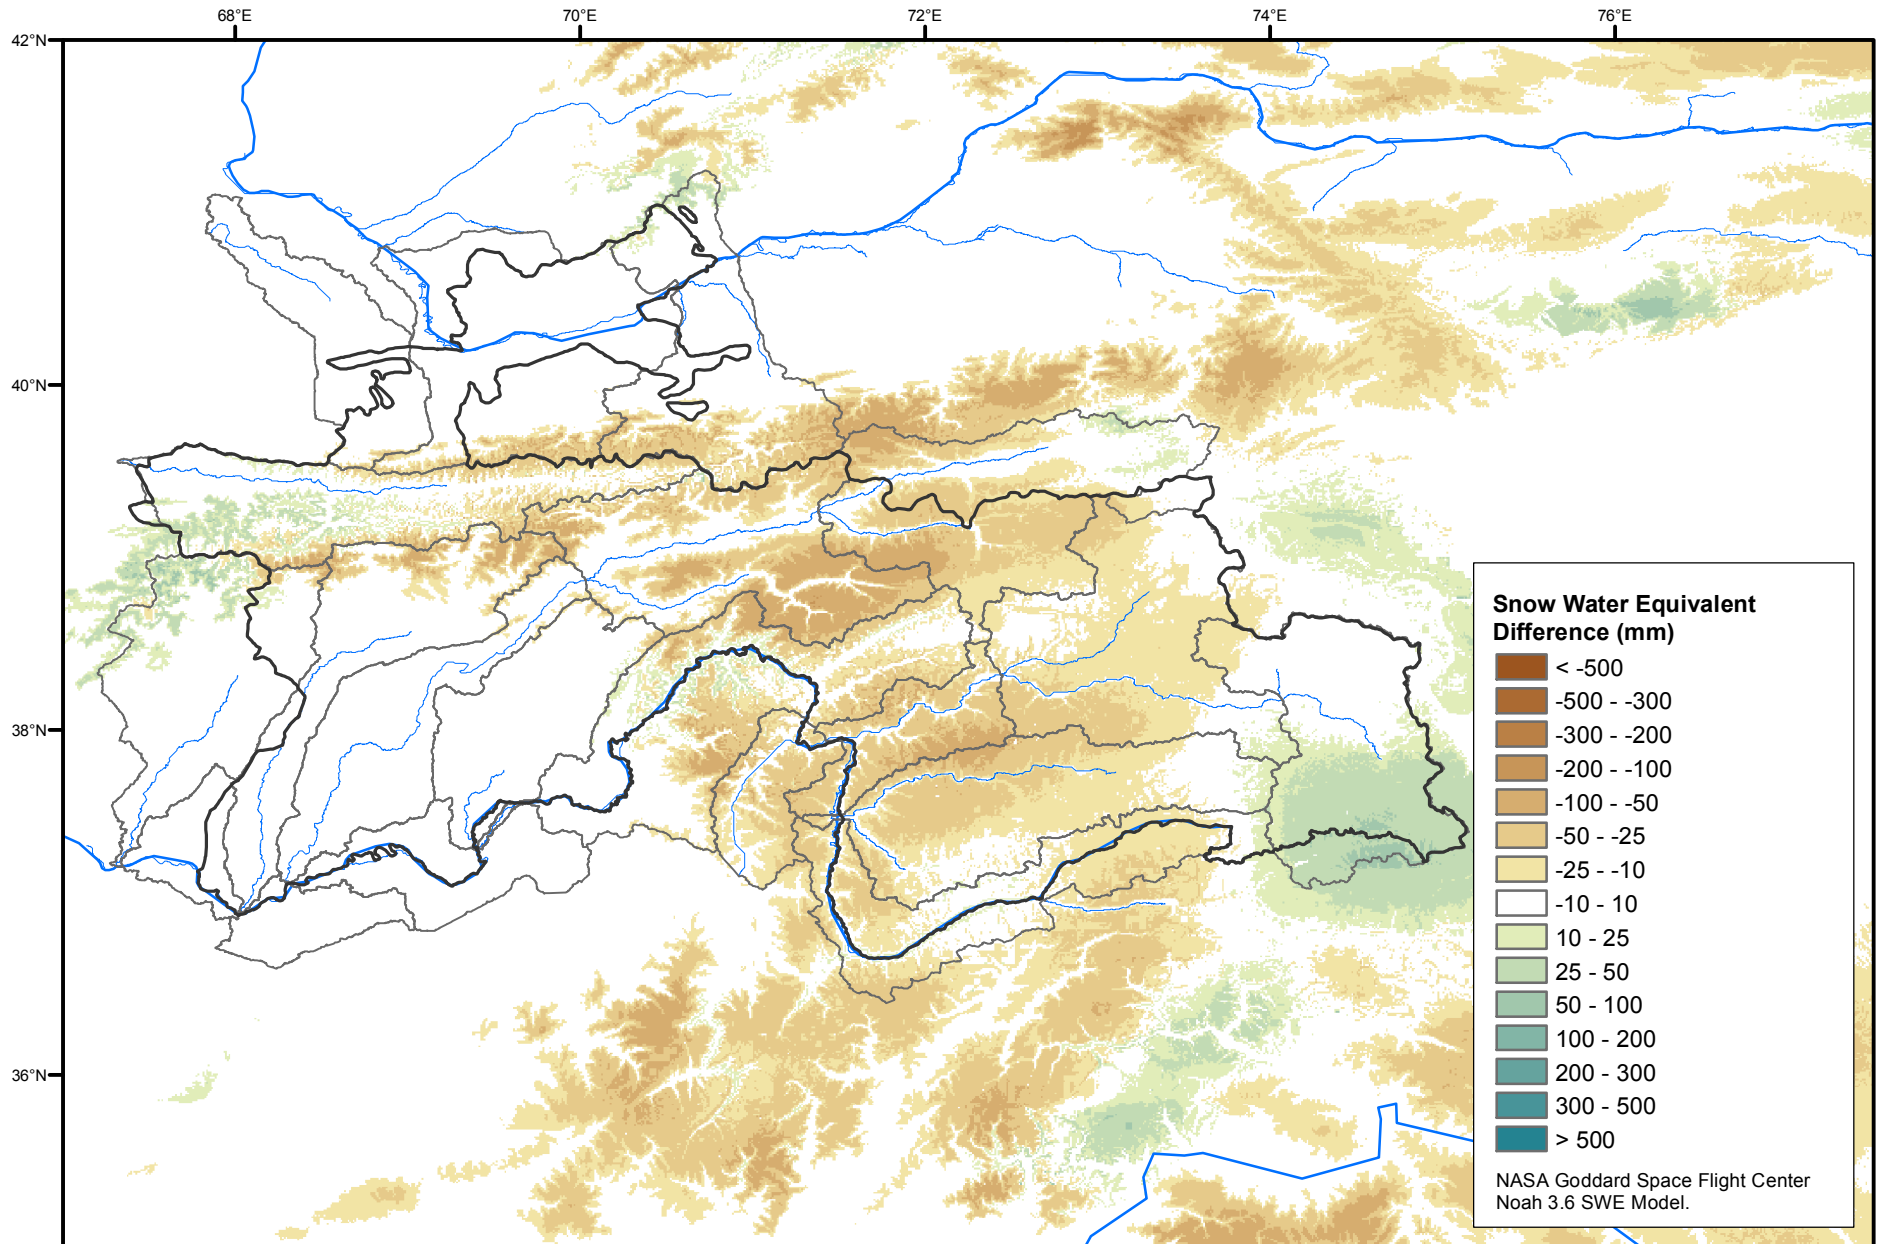 68°E 70°E 72°E 74°E 76°E
42°N
40°N
38°N
36°N
Snow Water Equivalent
Difference (mm)
< -500
-500 - -300
-300 - -200
-200 - -100
-100 - -50
-50 - -25
-25 - -10
-10 - 10
10 - 25
25 - 50
50 - 100
100 - 200
200 - 300
300 - 500
> 500
NASA Goddard Space Flight Center
Noah 3.6 SWE Model.